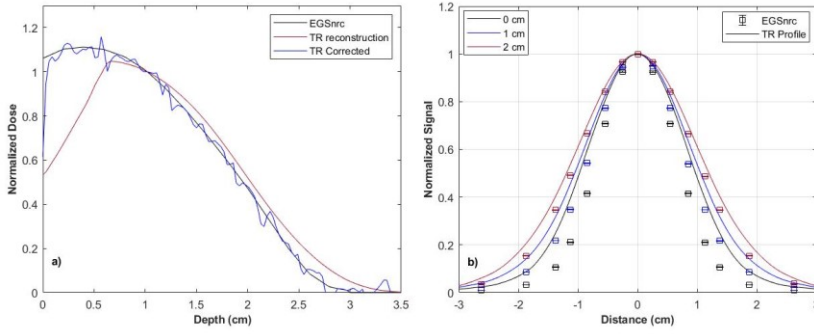 1.2
1
0.8
0.6
0.4
0.2
0
0 0.5 1 1.5 2 2.5 3 3.5
Normalized Dose
Depth (cm)
EGSnrc
TR reconstruction
TR Corrected
a)
1.2
1
0.8
0.6
0.4
0.2
0
-3 -2 -1 0 1 2 3
Normalized Signal
Distance (cm)
0 cm
1 cm
2 cm
EGSnrc
TR Profile
b)